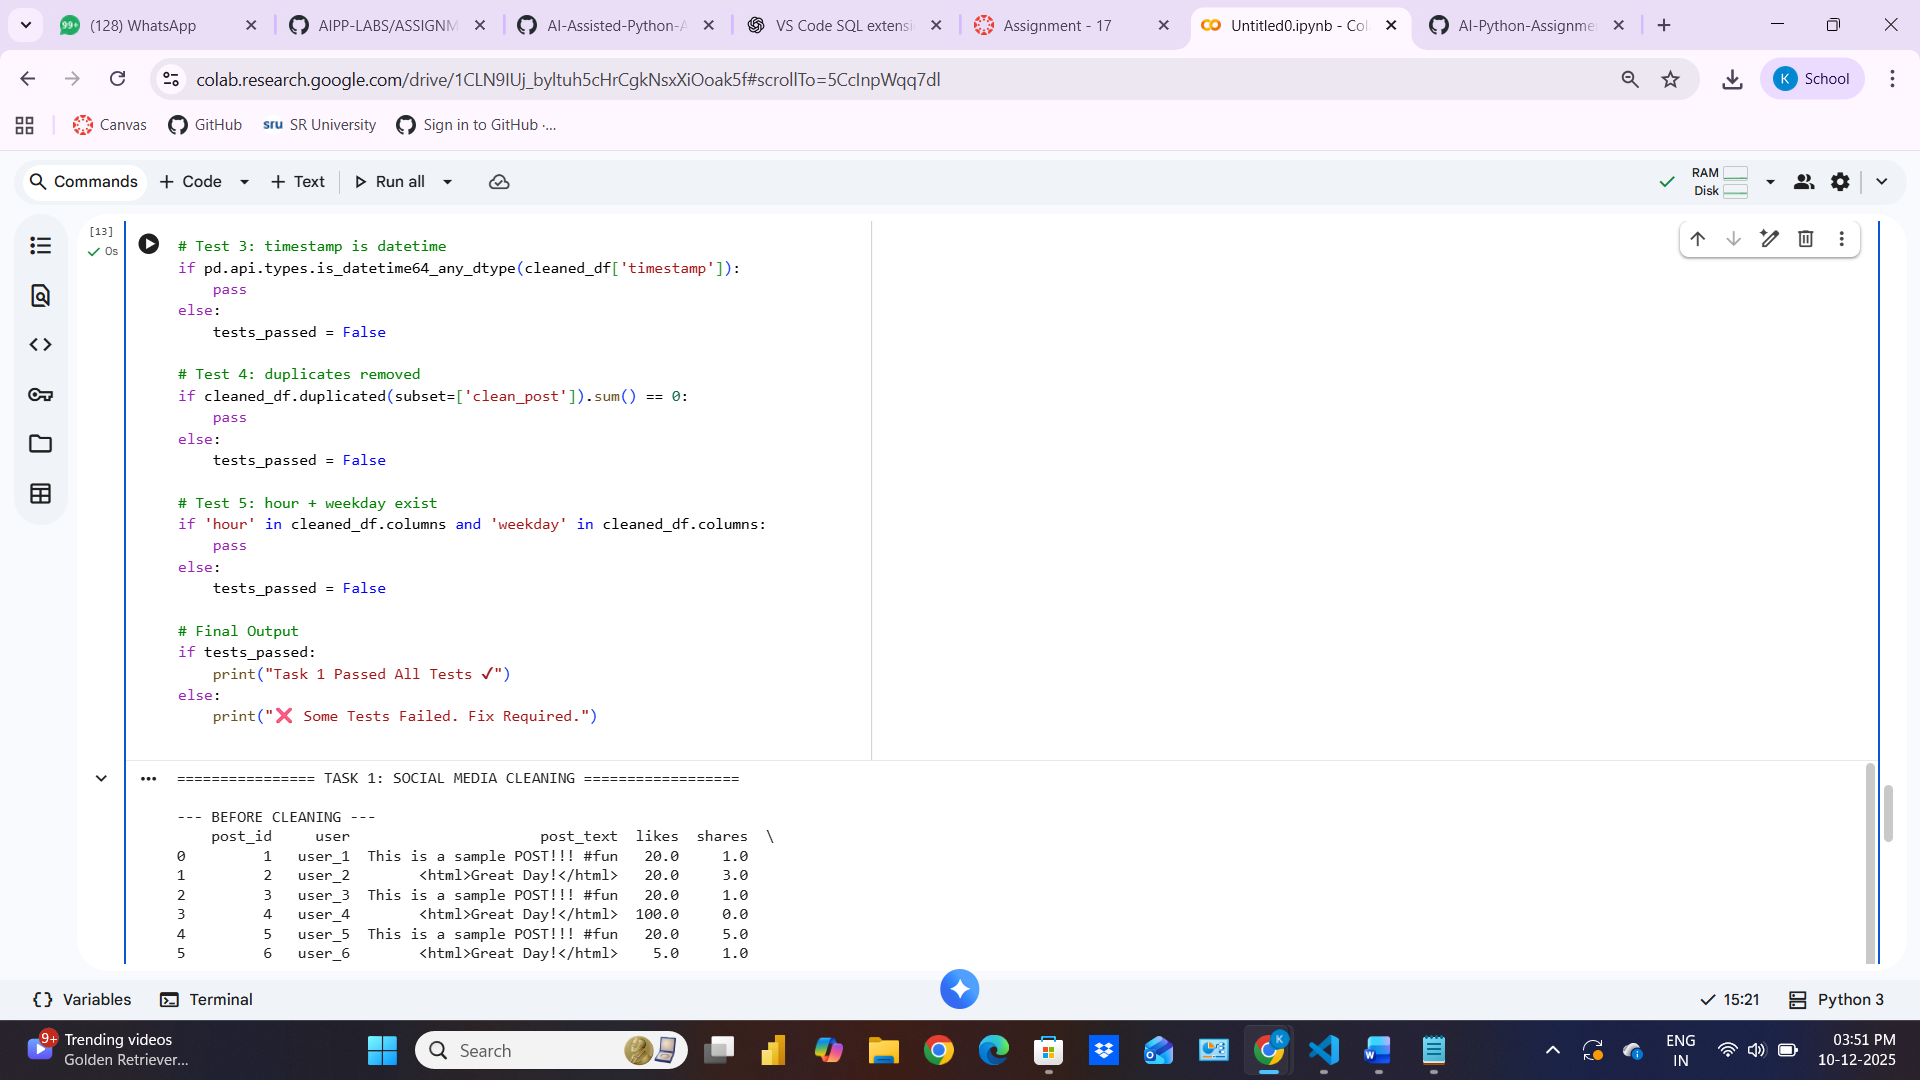 99+ (128) WhatsApp
AIPP-LABS/ASSIGNM
AI-Assisted-Python-A
VS Code SQL extensi
Assignment - 17
Untitled0.ipynb - Col
AI-Python-Assignme
colab.research.google.com/drive/1CLN9IUj_byltuh5cHrCgkNsxXiOoak5f#scrollTo=5CcInpWqq7dl
K School
Canvas
GitHub
sru SR University
Sign in to GitHub ·...
Commands
+ Code
+ Text
Run all
RAM
Disk
[13]
0s
# Test 3: timestamp is datetime
if pd.api.types.is_datetime64_any_dtype(cleaned_df['timestamp']):
    pass
else:
    tests_passed = False
# Test 4: duplicates removed
if cleaned_df.duplicated(subset=['clean_post']).sum() == 0:
    pass
else:
    tests_passed = False
# Test 5: hour + weekday exist
if 'hour' in cleaned_df.columns and 'weekday' in cleaned_df.columns:
    pass
else:
    tests_passed = False
# Final Output
if tests_passed:
    print("Task 1 Passed All Tests ✓")
else:
    print("❌ Some Tests Failed. Fix Required.")
================ TASK 1: SOCIAL MEDIA CLEANING ==================
--- BEFORE CLEANING ---
    post_id     user                      post_text  likes  shares  \
0         1   user_1  This is a sample POST!!! #fun   20.0     1.0
1         2   user_2        <html>Great Day!</html>   20.0     3.0
2         3   user_3  This is a sample POST!!! #fun   20.0     1.0
3         4   user_4        <html>Great Day!</html>  100.0     0.0
4         5   user_5  This is a sample POST!!! #fun   20.0     5.0
5         6   user_6        <html>Great Day!</html>    5.0     1.0
{} Variables
Terminal
15:21
Python 3
9+
Trending videos
Golden Retriever...
Search
K
ENG
IN
03:51 PM
10-12-2025